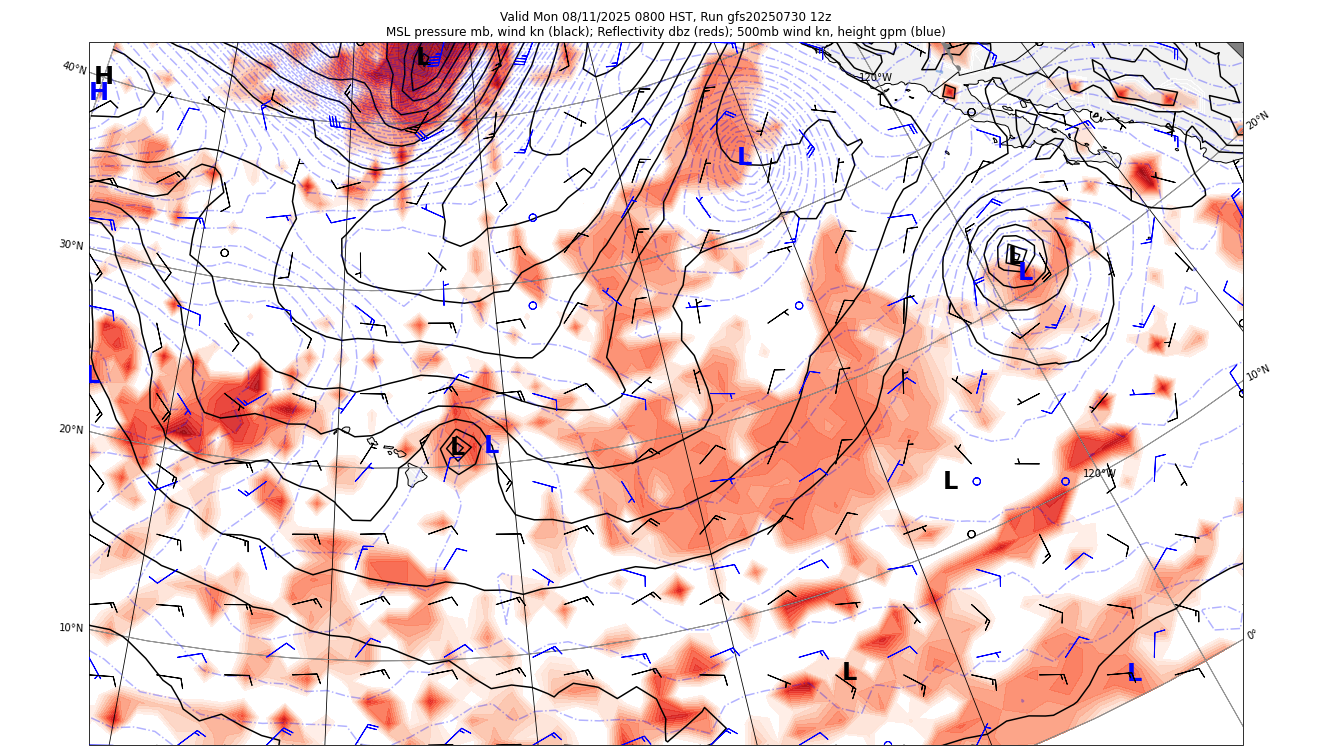 Valid Mon 08/11/2025 0800 HST, Run gfs20250730 12z
MSL pressure mb, wind kn (black); Reflectivity dbz (reds); 500mb wind kn, height gpm (blue)
40°N
H
H
L
120°W
20°N
L
30°N
L
L
L
10°N
20°N
L
L
120°W
L
10°N
0°
L
L